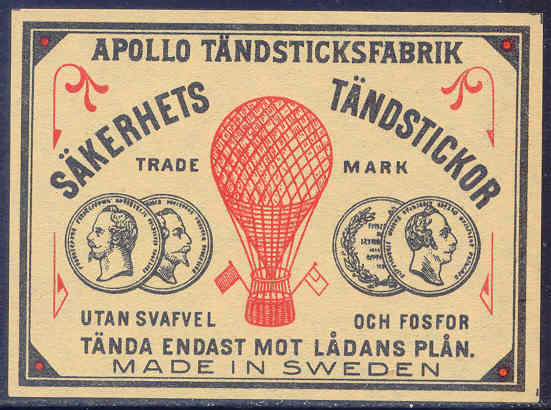 APOLLO TÄNDSTICKSFABRIK
SÄKERHETS TÄNDSTICKOR
TRADE MARK
UTAN SVAFVEL OCH FOSFOR
TÄNDA ENDAST MOT LÅDANS PLÅN.
MADE IN SWEDEN